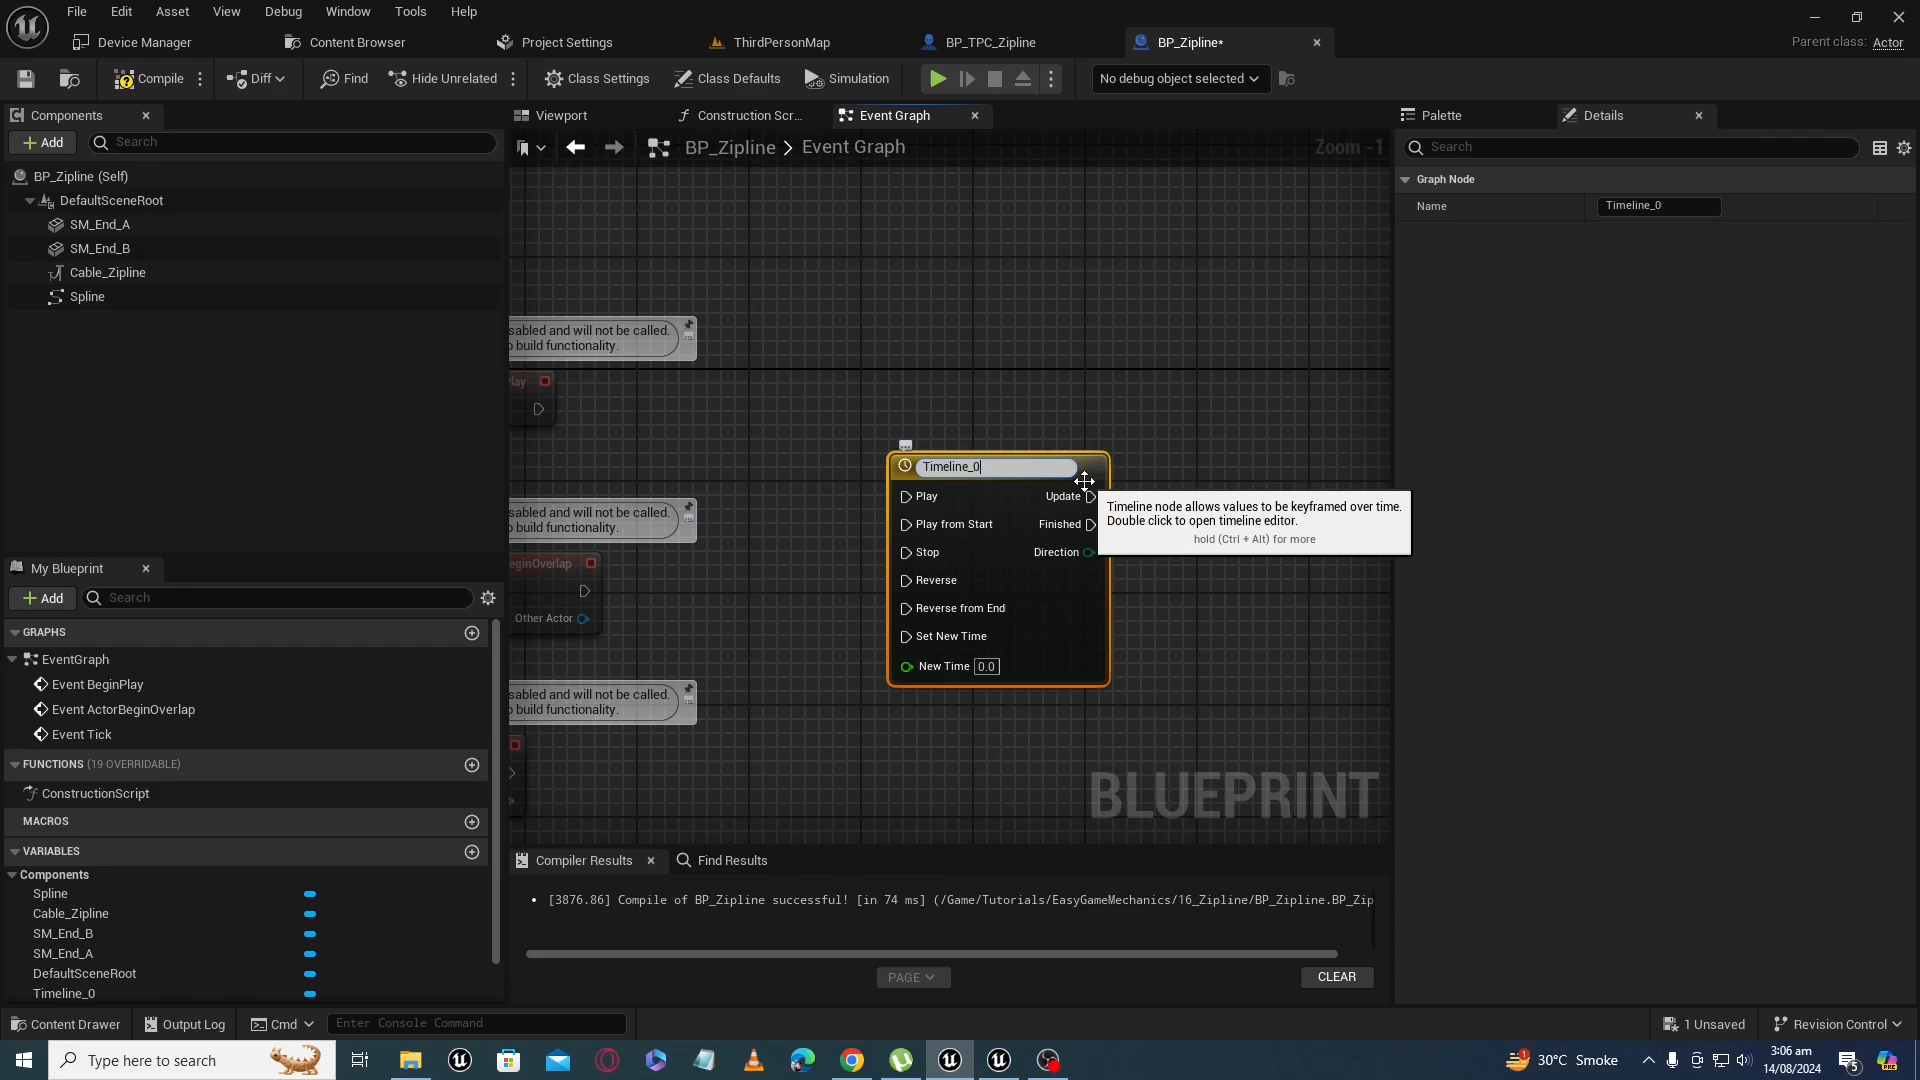 File Edit Asset View Debug Window Tools Help
Device Manager Content Browser Project Settings ThirdPersonMap BP_TPC_Zipline BP_Zipline* Parent class: Actor
Compile Diff Find Hide Unrelated Class Settings Class Defaults Simulation No debug object selected
Components
Add Search
BP_Zipline (Self)
DefaultSceneRoot
SM_End_A
SM_End_B
Cable_Zipline
Spline
My Blueprint
Add Search
GRAPHS
EventGraph
Event BeginPlay
Event ActorBeginOverlap
Event Tick
FUNCTIONS (19 OVERRIDABLE)
ConstructionScript
MACROS
VARIABLES
Components
Spline
Cable_Zipline
SM_End_B
SM_End_A
DefaultSceneRoot
Timeline_0
Viewport Construction Scr... Event Graph
BP_Zipline > Event Graph Zoom -1
sabled and will not be called.
o build functionality.
lay
sabled and will not be called.
o build functionality.
eginOverlap
Other Actor
sabled and will not be called.
o build functionality.
Timeline_0
Play Update
Play from Start Finished
Stop Direction
Reverse
Reverse from End
Set New Time
New Time 0.0
Timeline node allows values to be keyframed over time.
Double click to open timeline editor.
hold (Ctrl + Alt) for more
BLUEPRINT
Compiler Results Find Results
[3876.86] Compile of BP_Zipline successful! [in 74 ms] (/Game/Tutorials/EasyGameMechanics/16_Zipline/BP_Zipline.BP_Zip
PAGE CLEAR
Palette Details
Search
Graph Node
Name Timeline_0
Content Drawer Output Log Cmd Enter Console Command 1 Unsaved Revision Control
Type here to search 30°C Smoke 3:06 am
14/08/2024
5